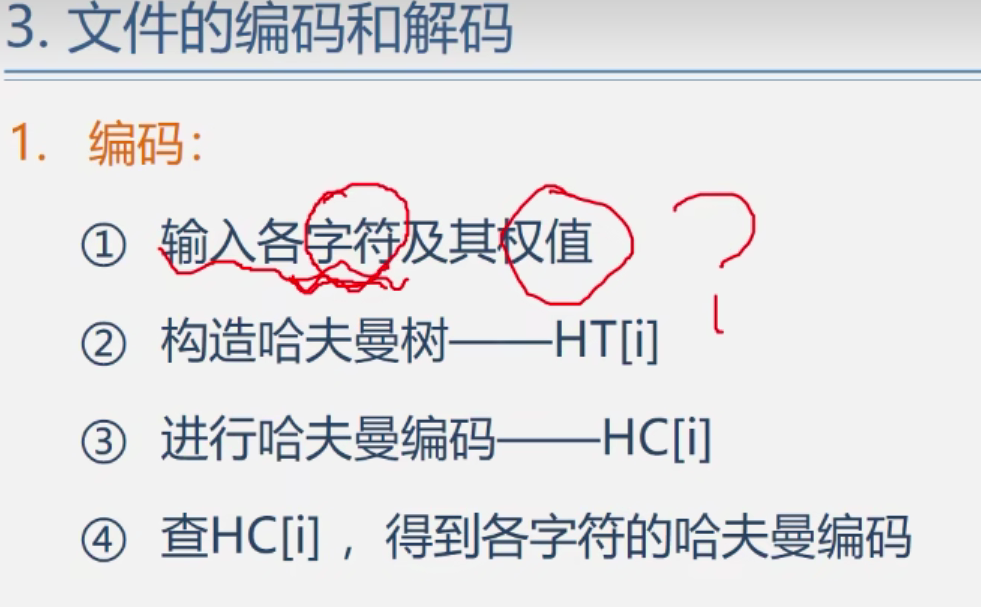 3. 文件的编码和解码
1. 编码：
① 输入各字符及其权值 ?
② 构造哈夫曼树——HT[i]
③ 进行哈夫曼编码——HC[i]
④ 查HC[i] ，得到各字符的哈夫曼编码